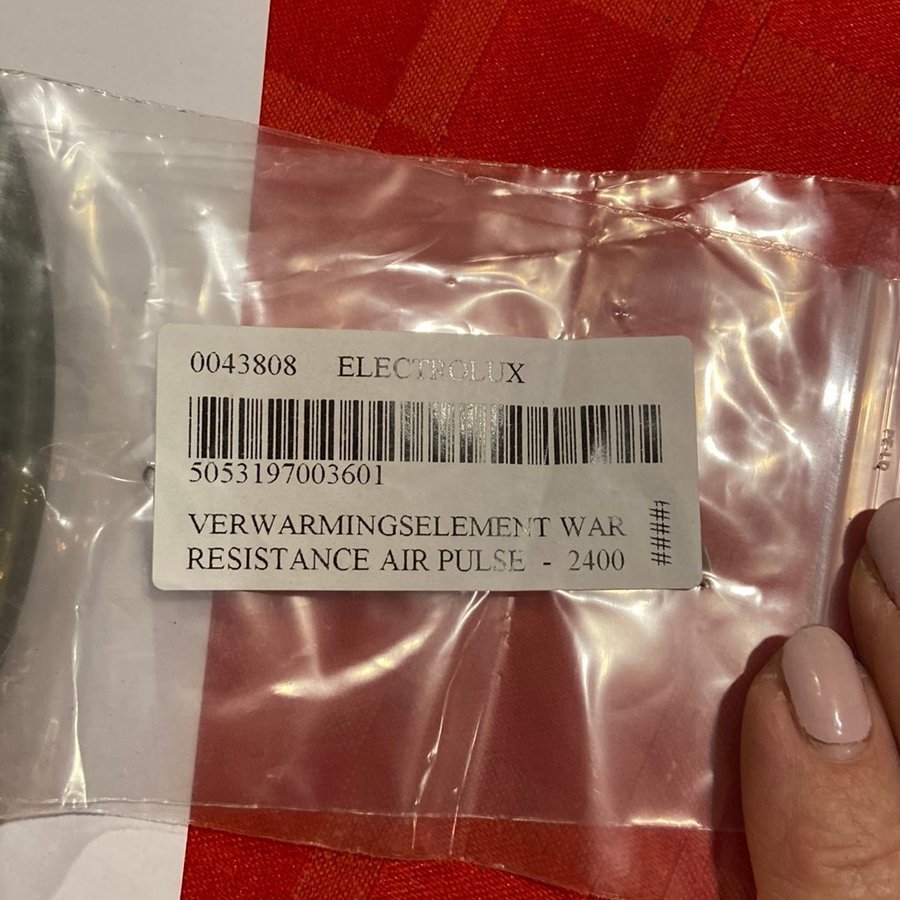 0043808 ELECTROLUX
5053197003601
VERWARMINGSELEMENT WAR
RESISTANCE AIR PULSE - 2400
########